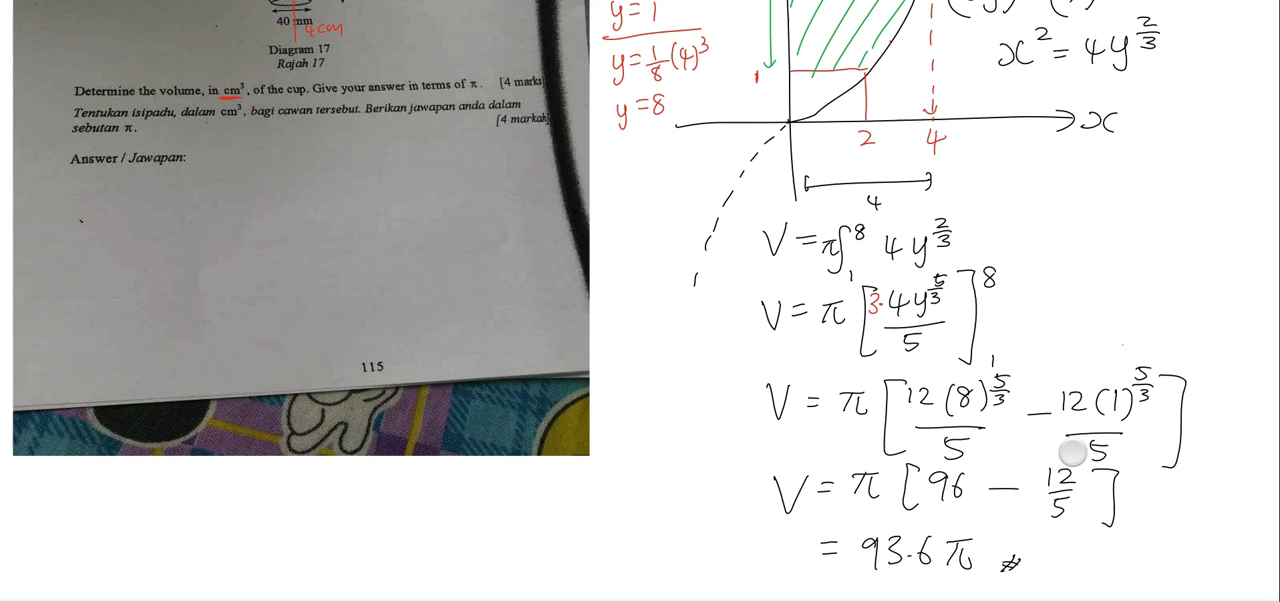 40 mm
4cm
Diagram 17
Rajah 17
Determine the volume, in cm³, of the cup. Give your answer in terms of π. [4 marks]
Tentukan isipadu, dalam cm³, bagi cawan tersebut. Berikan jawapan anda dalam
sebutan π. [4 markah]
Answer / Jawapan:
115
y = 1
y = 1/8 (4)³
y = 8
x² = 4y^(2/3)
1
2
4
x
4
V = π∫₁⁸ 4y^(2/3)
V = π [3·4y^(5/3) / 5]₁⁸
V = π [12(8)^(5/3) / 5 − 12(1)^(5/3) / 5]
V = π [96 − 12/5]
= 93.6π #